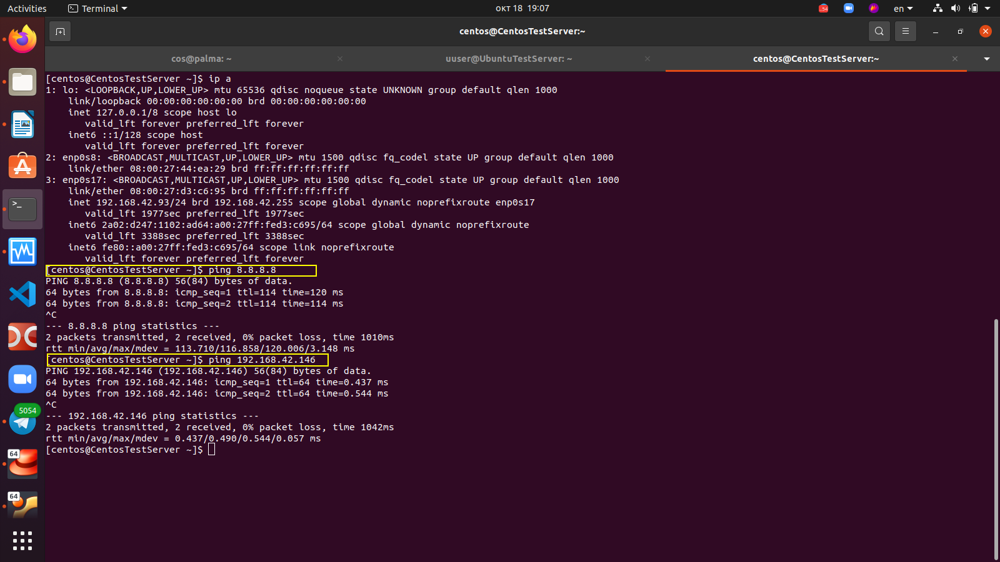 Activities
Terminal
окт 18 19:07
54
en
centos@CentosTestServer:~
cos@palma: ~
uuser@UbuntuTestServer: ~
centos@CentosTestServer:~
[centos@CentosTestServer ~]$ ip a
1: lo: <LOOPBACK,UP,LOWER_UP> mtu 65536 qdisc noqueue state UNKNOWN group default qlen 1000
link/loopback 00:00:00:00:00:00 brd 00:00:00:00:00:00
inet 127.0.0.1/8 scope host lo
valid_lft forever preferred_lft forever
inet6 ::1/128 scope host
valid_lft forever preferred_lft forever
2: enp0s8: <BROADCAST,MULTICAST,UP,LOWER_UP> mtu 1500 qdisc fq_codel state UP group default qlen 1000
link/ether 08:00:27:44:ea:29 brd ff:ff:ff:ff:ff:ff
3: enp0s17: <BROADCAST,MULTICAST,UP,LOWER_UP> mtu 1500 qdisc fq_codel state UP group default qlen 1000
link/ether 08:00:27:d3:c6:95 brd ff:ff:ff:ff:ff:ff
inet 192.168.42.93/24 brd 192.168.42.255 scope global dynamic noprefixroute enp0s17
valid_lft 1977sec preferred_lft 1977sec
inet6 2a02:d247:1102:ad64:a00:27ff:fed3:c695/64 scope global dynamic noprefixroute
valid_lft 3388sec preferred_lft 3388sec
inet6 fe80::a00:27ff:fed3:c695/64 scope link noprefixroute
valid_lft forever preferred_lft forever
[centos@CentosTestServer ~]$ ping 8.8.8.8
PING 8.8.8.8 (8.8.8.8) 56(84) bytes of data.
64 bytes from 8.8.8.8: icmp_seq=1 ttl=114 time=120 ms
64 bytes from 8.8.8.8: icmp_seq=2 ttl=114 time=114 ms
^C
--- 8.8.8.8 ping statistics ---
2 packets transmitted, 2 received, 0% packet loss, time 1010ms
rtt min/avg/max/mdev = 113.710/116.858/120.006/3.148 ms
[centos@CentosTestServer ~]$ ping 192.168.42.146
PING 192.168.42.146 (192.168.42.146) 56(84) bytes of data.
64 bytes from 192.168.42.146: icmp_seq=1 ttl=64 time=0.437 ms
64 bytes from 192.168.42.146: icmp_seq=2 ttl=64 time=0.544 ms
^C
--- 192.168.42.146 ping statistics ---
2 packets transmitted, 2 received, 0% packet loss, time 1042ms
rtt min/avg/max/mdev = 0.437/0.490/0.544/0.057 ms
[centos@CentosTestServer ~]$
5054
64
64